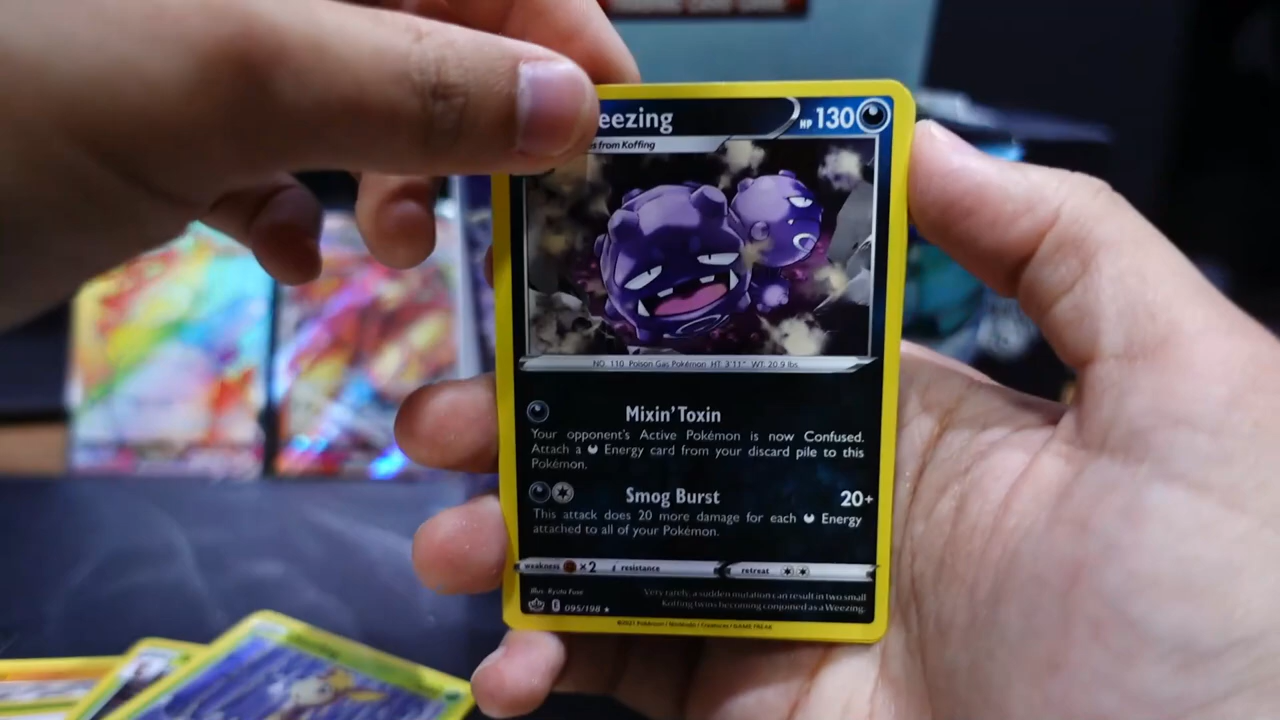 eezing HP 130
s from Koffing
NO. 110 Poison Gas Pokémon HT: 3'11" WT: 20.9 lbs.
Mixin' Toxin
Your opponent's Active Pokémon is now Confused.
Attach a Energy card from your discard pile to this
Pokémon.
Smog Burst 20+
This attack does 20 more damage for each Energy
attached to all of your Pokémon.
weakness ×2 resistance retreat
Illus. Ryota Fuse
Very rarely, a sudden mutation can result in two small
Koffing twins becoming conjoined as a Weezing.
E 095/198 ★
©2021 Pokémon / Nintendo / Creatures / GAME FREAK